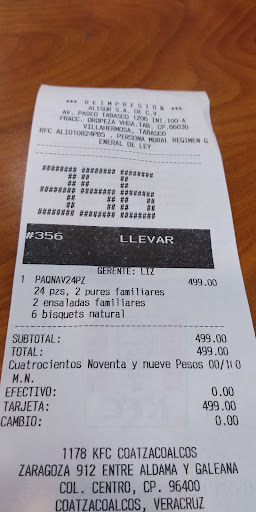 *** REIMPRESION ***
ALISUR S.A. DE C.V.
AV. PASEO TABASCO 1206 INT.100-A
FRACC. OROPEZA VHSA.TAB. CP.86030
VILLAHERMOSA, TABASCO
RFC ALI010824PD5 , PERSONA MORAL REGIMEN G
ENERAL DE LEY
#356 LLEVAR
GERENTE: LIZ
1 PAQNAV24PZ 499.00
24 pzs, 2 pures familiares
2 ensaladas familiares
6 bisquets natural
SUBTOTAL: 499.00
TOTAL: 499.00
Cuatrocientos Noventa y nueve Pesos 00/100
M.N.
EFECTIVO: 0.00
TARJETA: 499.00
CAMBIO: 0.00
1178 KFC COATZACOALCOS
ZARAGOZA 912 ENTRE ALDAMA Y GALEANA
COL. CENTRO, CP. 96400
COATZACOALCOS, VERACRUZ